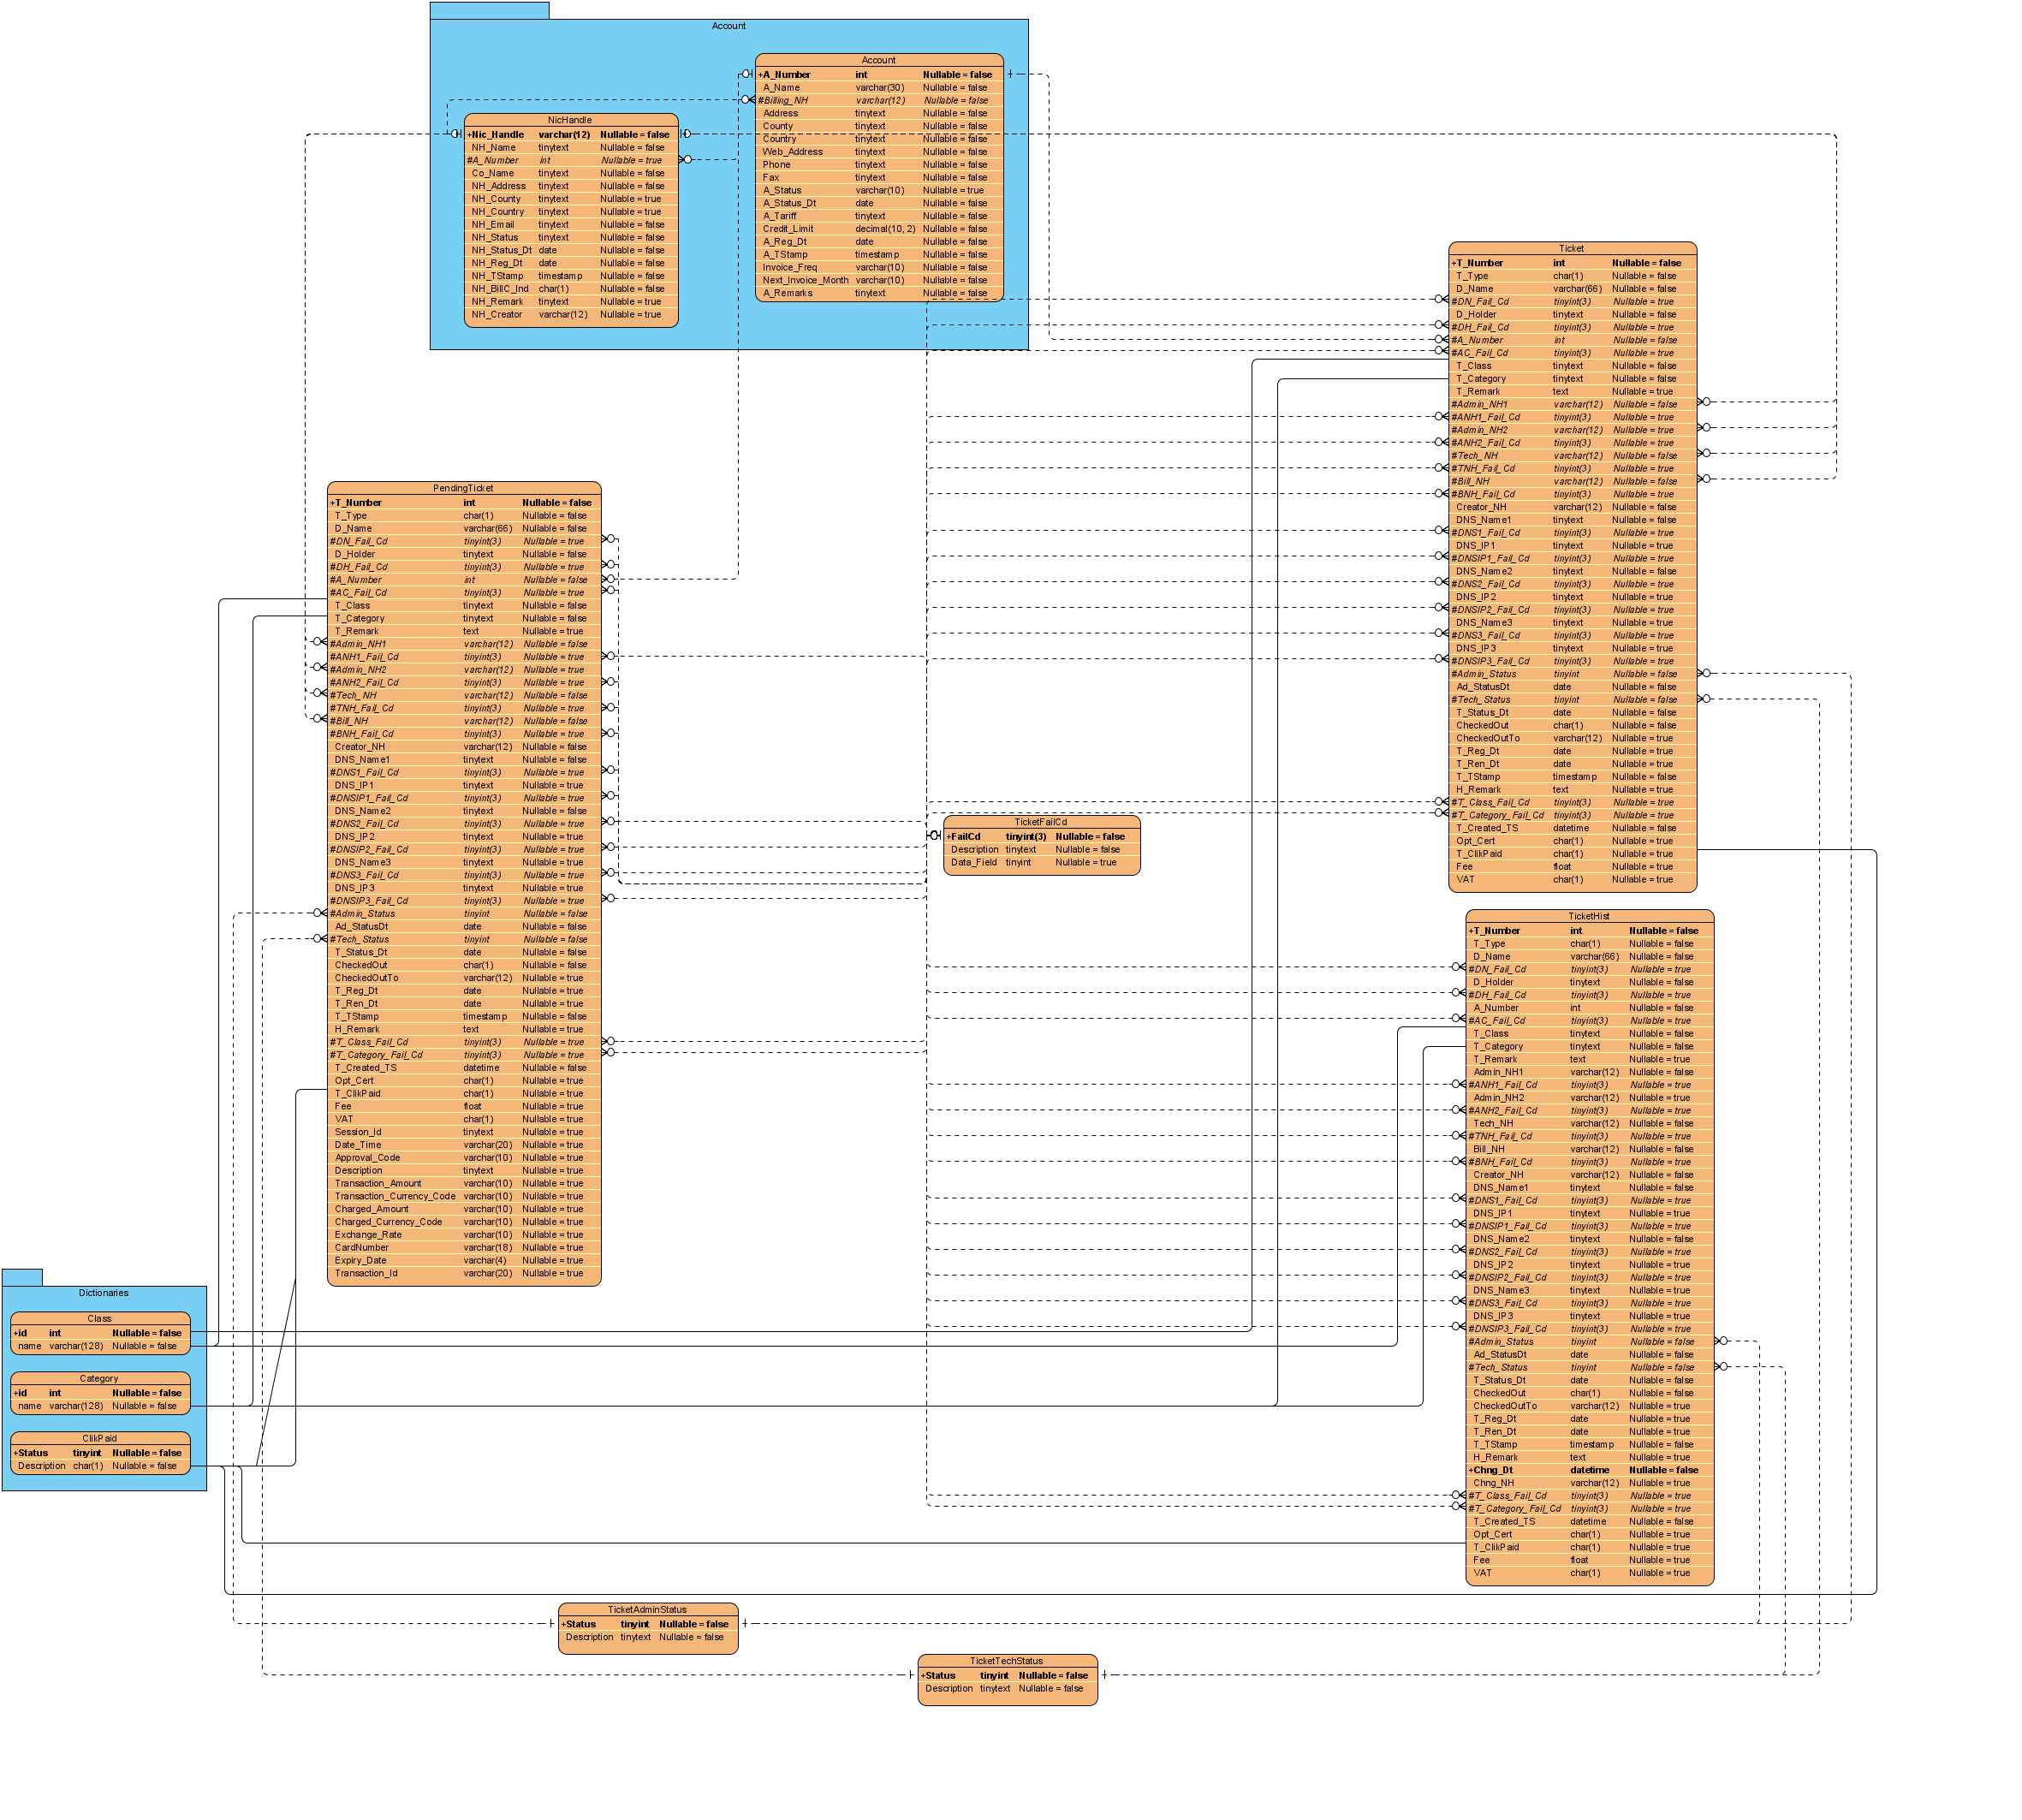 Account
Account
+A_Number int Nullable = false
A_Name varchar(30) Nullable = false
#Billing_NH varchar(12) Nullable = false
Address tinytext Nullable = false
County tinytext Nullable = false
Country tinytext Nullable = false
Web_Address tinytext Nullable = false
Phone tinytext Nullable = false
Fax tinytext Nullable = false
A_Status varchar(10) Nullable = true
A_Status_Dt date Nullable = false
A_Tariff tinytext Nullable = false
Credit_Limit decimal(10, 2) Nullable = false
A_Reg_Dt date Nullable = false
A_TStamp timestamp Nullable = false
Invoice_Freq varchar(10) Nullable = false
Next_Invoice_Month varchar(10) Nullable = false
A_Remarks tinytext Nullable = false
NicHandle
+Nic_Handle varchar(12) Nullable = false
NH_Name tinytext Nullable = false
#A_Number int Nullable = true
Co_Name tinytext Nullable = false
NH_Address tinytext Nullable = false
NH_County tinytext Nullable = true
NH_Country tinytext Nullable = true
NH_Email tinytext Nullable = false
NH_Status tinytext Nullable = false
NH_Status_Dt date Nullable = false
NH_Reg_Dt date Nullable = false
NH_TStamp timestamp Nullable = false
NH_BillC_Ind char(1) Nullable = false
NH_Remark tinytext Nullable = true
NH_Creator varchar(12) Nullable = true
Ticket
+T_Number int Nullable = false
T_Type char(1) Nullable = false
D_Name varchar(66) Nullable = false
#DN_Fail_Cd tinyint(3) Nullable = true
D_Holder tinytext Nullable = false
#DH_Fail_Cd tinyint(3) Nullable = true
#A_Number int Nullable = false
#AC_Fail_Cd tinyint(3) Nullable = true
T_Class tinytext Nullable = false
T_Category tinytext Nullable = false
T_Remark text Nullable = true
#Admin_NH1 varchar(12) Nullable = false
#ANH1_Fail_Cd tinyint(3) Nullable = true
#Admin_NH2 varchar(12) Nullable = true
#ANH2_Fail_Cd tinyint(3) Nullable = true
#Tech_NH varchar(12) Nullable = false
#TNH_Fail_Cd tinyint(3) Nullable = true
#Bill_NH varchar(12) Nullable = false
#BNH_Fail_Cd tinyint(3) Nullable = true
Creator_NH varchar(12) Nullable = false
DNS_Name1 tinytext Nullable = false
#DNS1_Fail_Cd tinyint(3) Nullable = true
DNS_IP1 tinytext Nullable = true
#DNSIP1_Fail_Cd tinyint(3) Nullable = true
DNS_Name2 tinytext Nullable = false
#DNS2_Fail_Cd tinyint(3) Nullable = true
DNS_IP2 tinytext Nullable = true
#DNSIP2_Fail_Cd tinyint(3) Nullable = true
DNS_Name3 tinytext Nullable = true
#DNS3_Fail_Cd tinyint(3) Nullable = true
DNS_IP3 tinytext Nullable = true
#DNSIP3_Fail_Cd tinyint(3) Nullable = true
#Admin_Status tinyint Nullable = false
Ad_StatusDt date Nullable = false
#Tech_Status tinyint Nullable = false
T_Status_Dt date Nullable = false
CheckedOut char(1) Nullable = false
CheckedOutTo varchar(12) Nullable = true
T_Reg_Dt date Nullable = true
T_Ren_Dt date Nullable = true
T_TStamp timestamp Nullable = false
H_Remark text Nullable = true
#T_Class_Fail_Cd tinyint(3) Nullable = true
#T_Category_Fail_Cd tinyint(3) Nullable = true
T_Created_TS datetime Nullable = false
Opt_Cert char(1) Nullable = true
T_ClikPaid char(1) Nullable = true
Fee float Nullable = true
VAT char(1) Nullable = true
PendingTicket
+T_Number int Nullable = false
T_Type char(1) Nullable = false
D_Name varchar(66) Nullable = false
#DN_Fail_Cd tinyint(3) Nullable = true
D_Holder tinytext Nullable = false
#DH_Fail_Cd tinyint(3) Nullable = true
#A_Number int Nullable = false
#AC_Fail_Cd tinyint(3) Nullable = true
T_Class tinytext Nullable = false
T_Category tinytext Nullable = false
T_Remark text Nullable = true
#Admin_NH1 varchar(12) Nullable = false
#ANH1_Fail_Cd tinyint(3) Nullable = true
#Admin_NH2 varchar(12) Nullable = true
#ANH2_Fail_Cd tinyint(3) Nullable = true
#Tech_NH varchar(12) Nullable = false
#TNH_Fail_Cd tinyint(3) Nullable = true
#Bill_NH varchar(12) Nullable = false
#BNH_Fail_Cd tinyint(3) Nullable = true
Creator_NH varchar(12) Nullable = false
DNS_Name1 tinytext Nullable = false
#DNS1_Fail_Cd tinyint(3) Nullable = true
DNS_IP1 tinytext Nullable = true
#DNSIP1_Fail_Cd tinyint(3) Nullable = true
DNS_Name2 tinytext Nullable = false
#DNS2_Fail_Cd tinyint(3) Nullable = true
DNS_IP2 tinytext Nullable = true
#DNSIP2_Fail_Cd tinyint(3) Nullable = true
DNS_Name3 tinytext Nullable = true
#DNS3_Fail_Cd tinyint(3) Nullable = true
DNS_IP3 tinytext Nullable = true
#DNSIP3_Fail_Cd tinyint(3) Nullable = true
#Admin_Status tinyint Nullable = false
Ad_StatusDt date Nullable = false
#Tech_Status tinyint Nullable = false
T_Status_Dt date Nullable = false
CheckedOut char(1) Nullable = false
CheckedOutTo varchar(12) Nullable = true
T_Reg_Dt date Nullable = true
T_Ren_Dt date Nullable = true
T_TStamp timestamp Nullable = false
H_Remark text Nullable = true
#T_Class_Fail_Cd tinyint(3) Nullable = true
#T_Category_Fail_Cd tinyint(3) Nullable = true
T_Created_TS datetime Nullable = false
Opt_Cert char(1) Nullable = true
T_ClikPaid char(1) Nullable = true
Fee float Nullable = true
VAT char(1) Nullable = true
Session_Id tinytext Nullable = true
Date_Time varchar(20) Nullable = true
Approval_Code varchar(10) Nullable = true
Description tinytext Nullable = true
Transaction_Amount varchar(10) Nullable = true
Transaction_Currency_Code varchar(10) Nullable = true
Charged_Amount varchar(10) Nullable = true
Charged_Currency_Code varchar(10) Nullable = true
Exchange_Rate varchar(10) Nullable = true
CardNumber varchar(18) Nullable = true
Expiry_Date varchar(4) Nullable = true
Transaction_Id varchar(20) Nullable = true
TicketFailCd
+FailCd tinyint(3) Nullable = false
Description tinytext Nullable = false
Data_Field tinyint Nullable = true
TicketHist
+T_Number int Nullable = false
T_Type char(1) Nullable = false
D_Name varchar(66) Nullable = false
#DN_Fail_Cd tinyint(3) Nullable = true
D_Holder tinytext Nullable = false
#DH_Fail_Cd tinyint(3) Nullable = true
A_Number int Nullable = false
#AC_Fail_Cd tinyint(3) Nullable = true
T_Class tinytext Nullable = false
T_Category tinytext Nullable = false
T_Remark text Nullable = true
Admin_NH1 varchar(12) Nullable = false
#ANH1_Fail_Cd tinyint(3) Nullable = true
Admin_NH2 varchar(12) Nullable = true
#ANH2_Fail_Cd tinyint(3) Nullable = true
Tech_NH varchar(12) Nullable = false
#TNH_Fail_Cd tinyint(3) Nullable = true
Bill_NH varchar(12) Nullable = false
#BNH_Fail_Cd tinyint(3) Nullable = true
Creator_NH varchar(12) Nullable = false
DNS_Name1 tinytext Nullable = false
#DNS1_Fail_Cd tinyint(3) Nullable = true
DNS_IP1 tinytext Nullable = true
#DNSIP1_Fail_Cd tinyint(3) Nullable = true
DNS_Name2 tinytext Nullable = false
#DNS2_Fail_Cd tinyint(3) Nullable = true
DNS_IP2 tinytext Nullable = true
#DNSIP2_Fail_Cd tinyint(3) Nullable = true
DNS_Name3 tinytext Nullable = true
#DNS3_Fail_Cd tinyint(3) Nullable = true
DNS_IP3 tinytext Nullable = true
#DNSIP3_Fail_Cd tinyint(3) Nullable = true
#Admin_Status tinyint Nullable = false
Ad_StatusDt date Nullable = false
#Tech_Status tinyint Nullable = false
T_Status_Dt date Nullable = false
CheckedOut char(1) Nullable = false
CheckedOutTo varchar(12) Nullable = true
T_Reg_Dt date Nullable = true
T_Ren_Dt date Nullable = true
T_TStamp timestamp Nullable = false
H_Remark text Nullable = true
+Chng_Dt datetime Nullable = false
Chng_NH varchar(12) Nullable = true
#T_Class_Fail_Cd tinyint(3) Nullable = true
#T_Category_Fail_Cd tinyint(3) Nullable = true
T_Created_TS datetime Nullable = false
Opt_Cert char(1) Nullable = true
T_ClikPaid char(1) Nullable = true
Fee float Nullable = true
VAT char(1) Nullable = true
Dictionaries
Class
+id int Nullable = false
name varchar(128) Nullable = false
Category
+id int Nullable = false
name varchar(128) Nullable = false
ClikPaid
+Status tinyint Nullable = false
Description char(1) Nullable = false
TicketAdminStatus
+Status tinyint Nullable = false
Description tinytext Nullable = false
TicketTechStatus
+Status tinyint Nullable = false
Description tinytext Nullable = false